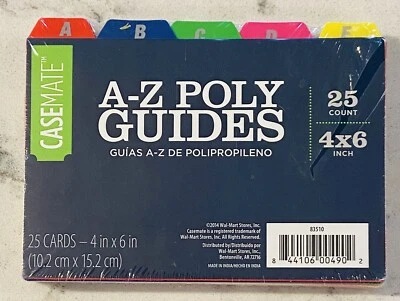 A B C D E
CASEMATE™
A-Z POLY
GUIDES
GUÍAS A-Z DE POLIPROPILENO
25
COUNT
4x6
INCH
25 CARDS – 4 in x 6 in
(10.2 cm x 15.2 cm)
©2014 Wal-Mart Stores, Inc.
Casemate is a registered trademark of
Wal-Mart Stores, Inc. All Rights Reserved.
Distributed by/Distribuido por
Wal-Mart Stores, Inc.,
Bentonville, AR 72716
MADE IN INDIA/HECHO EN INDIA
83510
8 44106 00490 2